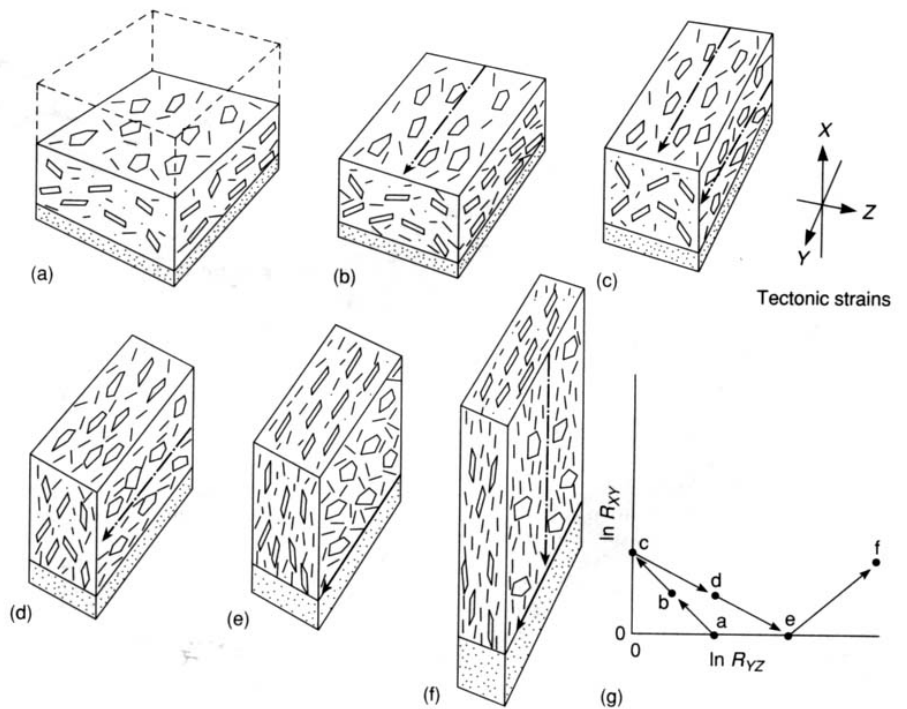 (a)
(b)
(c)
X
Z
Y
Tectonic strains
(d)
(e)
(f)
(g)
ln R_XY
c
d
b
a
e
f
0
0
ln R_YZ